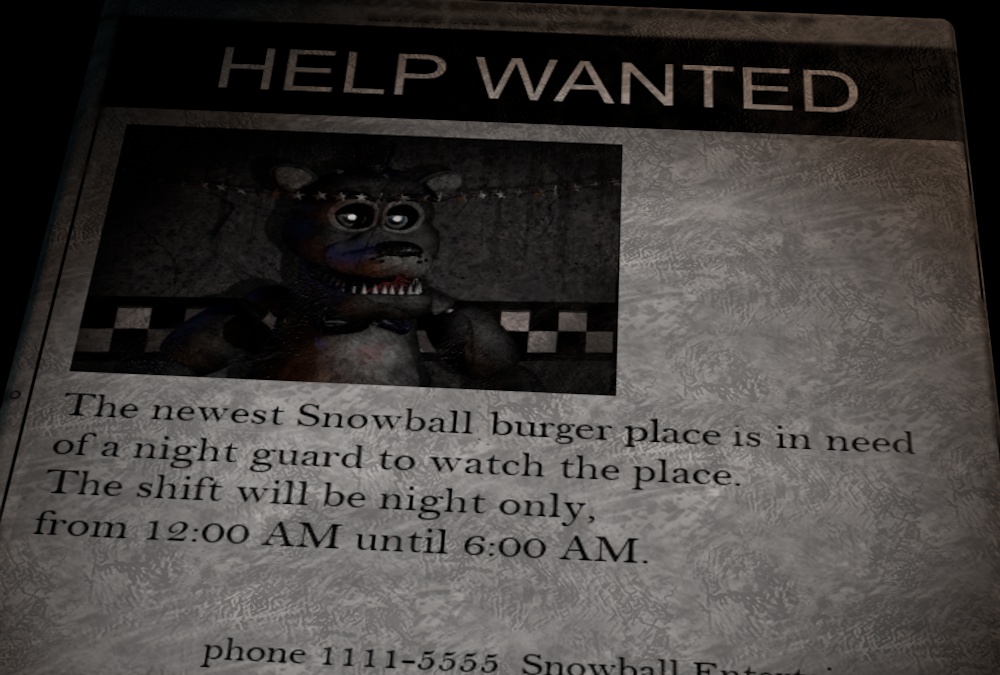 HELP WANTED
The newest Snowball burger place is in need
of a night guard to watch the place.
The shift will be night only,
from 12:00 AM until 6:00 AM.
phone 1111-5555 Snowball